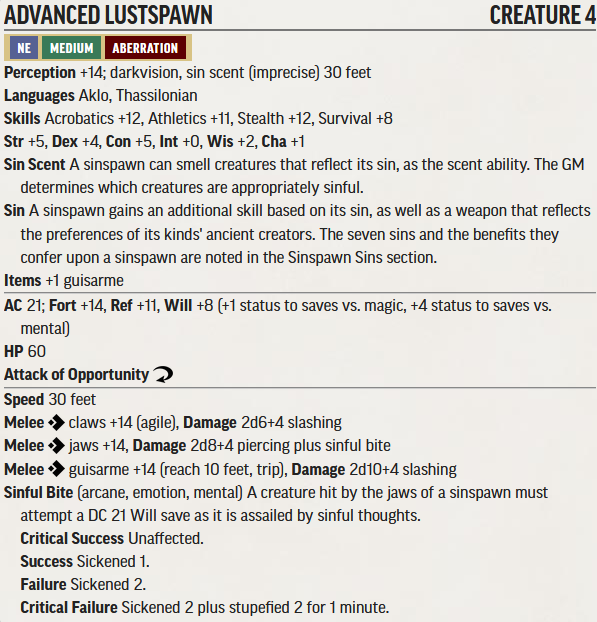 ADVANCED LUSTSPAWN CREATURE 4
NE MEDIUM ABERRATION
Perception +14; darkvision, sin scent (imprecise) 30 feet
Languages Aklo, Thassilonian
Skills Acrobatics +12, Athletics +11, Stealth +12, Survival +8
Str +5, Dex +4, Con +5, Int +0, Wis +2, Cha +1
Sin Scent A sinspawn can smell creatures that reflect its sin, as the scent ability. The GM
determines which creatures are appropriately sinful.
Sin A sinspawn gains an additional skill based on its sin, as well as a weapon that reflects
the preferences of its kinds' ancient creators. The seven sins and the benefits they
confer upon a sinspawn are noted in the Sinspawn Sins section.
Items +1 guisarme
AC 21; Fort +14, Ref +11, Will +8 (+1 status to saves vs. magic, +4 status to saves vs.
mental)
HP 60
Attack of Opportunity
Speed 30 feet
Melee claws +14 (agile), Damage 2d6+4 slashing
Melee jaws +14, Damage 2d8+4 piercing plus sinful bite
Melee guisarme +14 (reach 10 feet, trip), Damage 2d10+4 slashing
Sinful Bite (arcane, emotion, mental) A creature hit by the jaws of a sinspawn must
attempt a DC 21 Will save as it is assailed by sinful thoughts.
Critical Success Unaffected.
Success Sickened 1.
Failure Sickened 2.
Critical Failure Sickened 2 plus stupefied 2 for 1 minute.